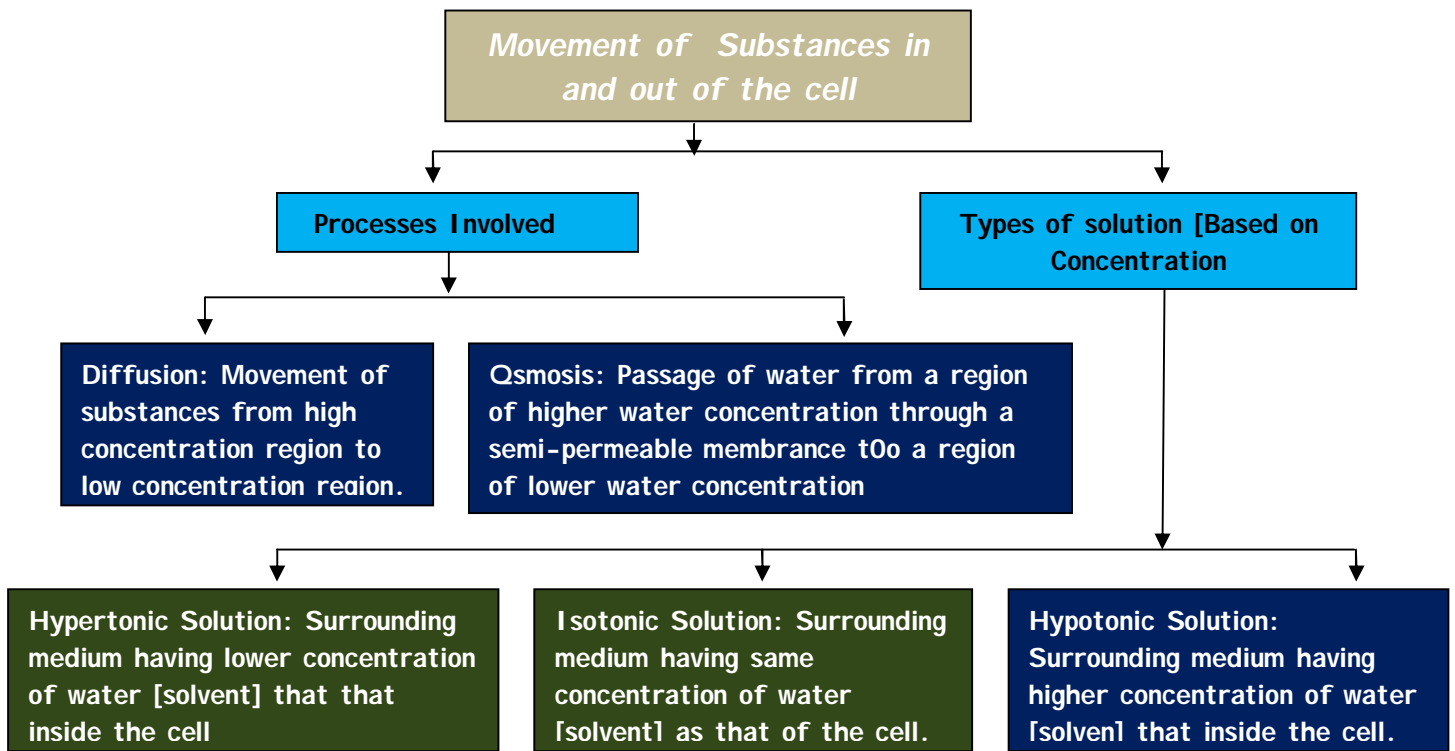 Movement of Substances in
and out of the cell
Processes Involved
Types of solution [Based on
Concentration
Diffusion: Movement of
substances from high
concentration region to
low concentration region.
Qsmosis: Passage of water from a region
of higher water concentration through a
semi-permeable membrance tOo a region
of lower water concentration
Hypertonic Solution: Surrounding
medium having lower concentration
of water [solvent] that that
inside the cell
Isotonic Solution: Surrounding
medium having same
concentration of water
[solvent] as that of the cell.
Hypotonic Solution:
Surrounding medium having
higher concentration of water
[solven] that inside the cell.